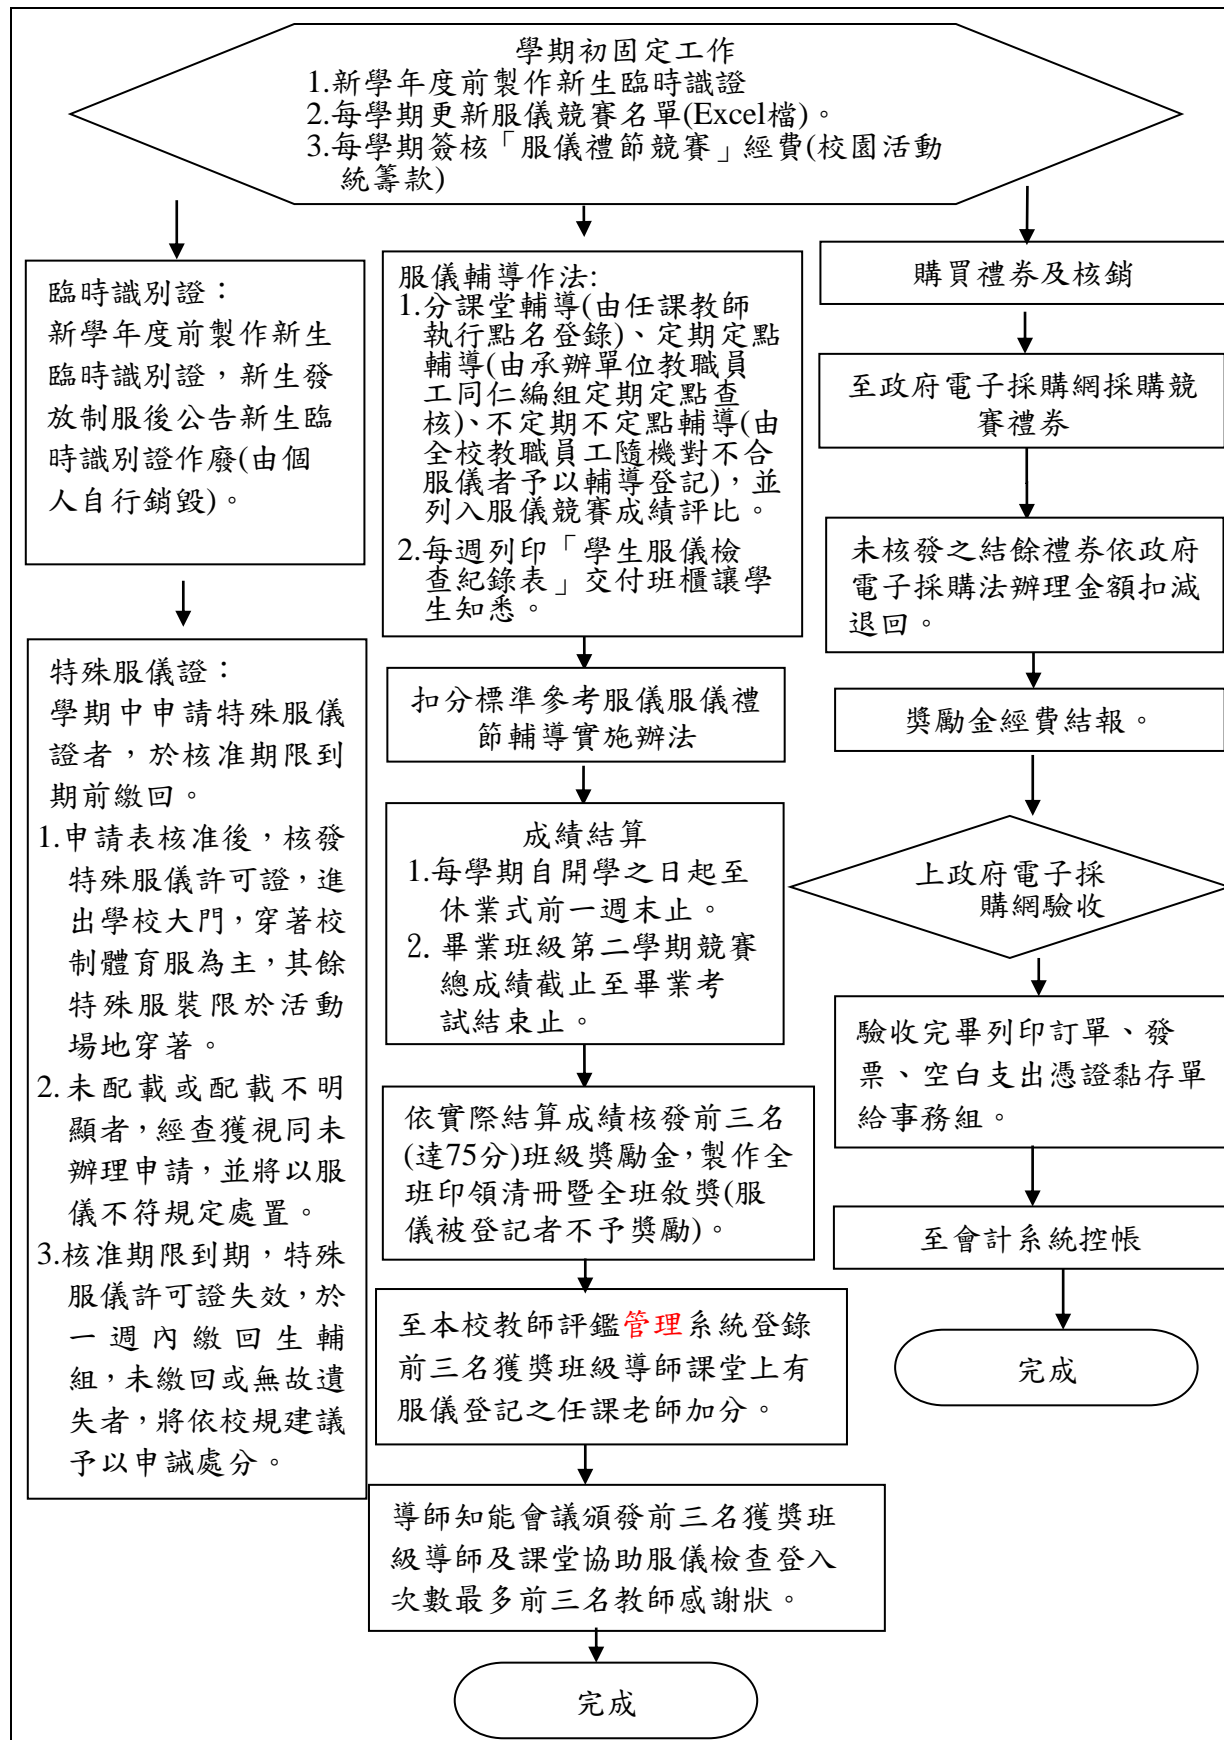 學期初固定工作
1.新學年度前製作新生臨時識證
2.每學期更新服儀競賽名單(Excel檔)。
3.每學期簽核「服儀禮節競賽」經費(校園活動
統籌款)
臨時識別證：
新學年度前製作新生
臨時識別證，新生發
放制服後公告新生臨
時識別證作廢(由個
人自行銷毀)。
特殊服儀證：
學期中申請特殊服儀
證者，於核准期限到
期前繳回。
1.申請表核准後，核發
特殊服儀許可證，進
出學校大門，穿著校
制體育服為主，其餘
特殊服裝限於活動
場地穿著。
2.未配載或配載不明
顯者，經查獲視同未
辦理申請，並將以服
儀不符規定處置。
3.核准期限到期，特殊
服儀許可證失效，於
一週內繳回生輔
組，未繳回或無故遺
失者，將依校規建議
予以申誡處分。
服儀輔導作法:
1.分課堂輔導(由任課教師
執行點名登錄)、定期定點
輔導(由承辦單位教職員
工同仁編組定期定點查
核)、不定期不定點輔導(由
全校教職員工隨機對不合
服儀者予以輔導登記)，並
列入服儀競賽成績評比。
2.每週列印「學生服儀檢
查紀錄表」交付班櫃讓學
生知悉。
扣分標準參考服儀服儀禮
節輔導實施辦法
成績結算
1.每學期自開學之日起至
休業式前一週末止。
2. 畢業班級第二學期競賽
總成績截止至畢業考
試結束止。
依實際結算成績核發前三名
(達75分)班級獎勵金，製作全
班印領清冊暨全班敘獎(服
儀被登記者不予獎勵)。
至本校教師評鑑管理系統登錄
前三名獲獎班級導師課堂上有
服儀登記之任課老師加分。
導師知能會議頒發前三名獲獎班
級導師及課堂協助服儀檢查登入
次數最多前三名教師感謝狀。
完成
購買禮券及核銷
至政府電子採購網採購競
賽禮券
未核發之結餘禮券依政府
電子採購法辦理金額扣減
退回。
獎勵金經費結報。
上政府電子採
購網驗收
驗收完畢列印訂單、發
票、空白支出憑證黏存單
給事務組。
至會計系統控帳
完成